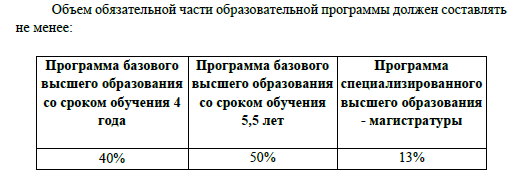 Объем обязательной части образовательной программы должен составлять
не менее:
Программа базового
высшего образования
со сроком обучения 4
года
Программа базового
высшего образования
со сроком обучения
5,5 лет
Программа
специализированного
высшего образования
- магистратуры
40%
50%
13%